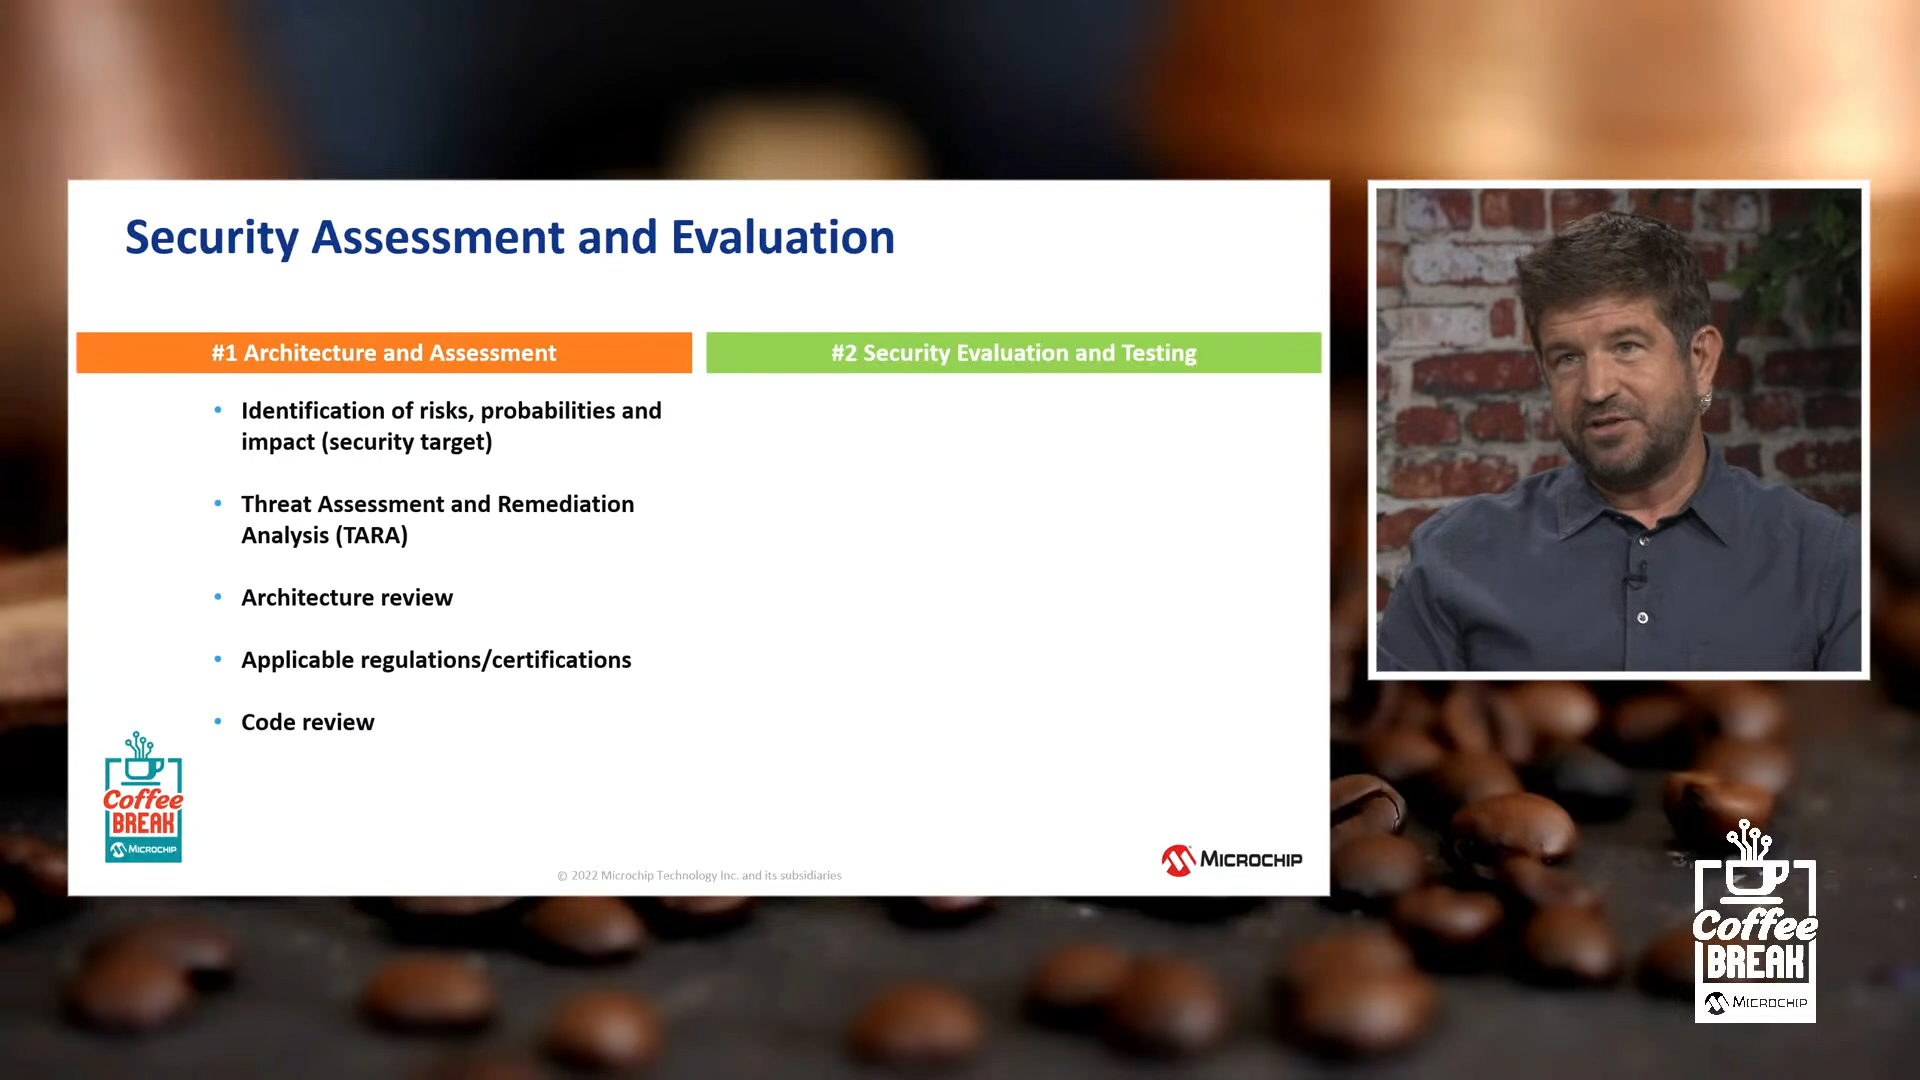 Security Assessment and Evaluation
#1 Architecture and Assessment
#2 Security Evaluation and Testing
• Identification of risks, probabilities and
impact (security target)
• Threat Assessment and Remediation
Analysis (TARA)
• Architecture review
• Applicable regulations/certifications
• Code review
Coffee
BREAK
MICROCHIP
© 2022 Microchip Technology Inc. and its subsidiaries
MICROCHIP
Coffee
BREAK
MICROCHIP